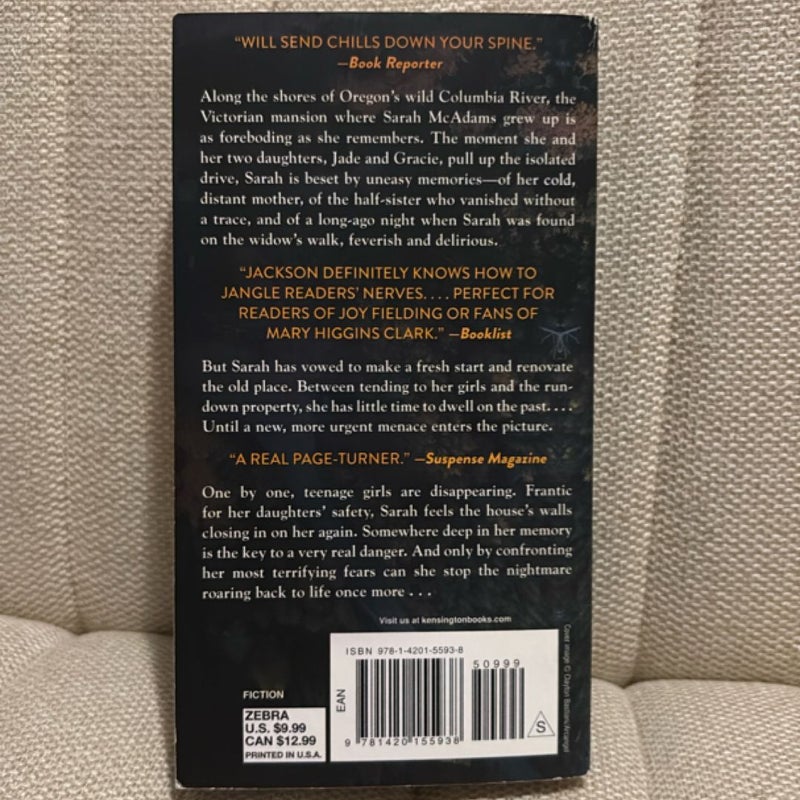 “WILL SEND CHILLS DOWN YOUR SPINE.”
—Book Reporter
Along the shores of Oregon’s wild Columbia River, the
Victorian mansion where Sarah McAdams grew up is
as foreboding as she remembers. The moment she and
her two daughters, Jade and Gracie, pull up the isolated
drive, Sarah is beset by uneasy memories—of her cold,
distant mother, of the half-sister who vanished without
a trace, and of a long-ago night when Sarah was found
on the widow’s walk, feverish and delirious.
“JACKSON DEFINITELY KNOWS HOW TO
JANGLE READERS’ NERVES. . . . PERFECT FOR
READERS OF JOY FIELDING OR FANS OF
MARY HIGGINS CLARK.” —Booklist
But Sarah has vowed to make a fresh start and renovate
the old place. Between tending to her girls and the run-
down property, she has little time to dwell on the past. . . .
Until a new, more urgent menace enters the picture.
“A REAL PAGE-TURNER.” —Suspense Magazine
One by one, teenage girls are disappearing. Frantic
for her daughters’ safety, Sarah feels the house’s walls
closing in on her again. Somewhere deep in her memory
is the key to a very real danger. And only by confronting
her most terrifying fears can she stop the nightmare
roaring back to life once more . . .
Visit us at kensingtonbooks.com
ISBN 978-1-4201-5593-8
50999
EAN
9 781420 155938
S
FICTION
ZEBRA
U.S. $9.99
CAN $12.99
PRINTED IN U.S.A.
Cover image © Clayton Bastiani/Arcangel